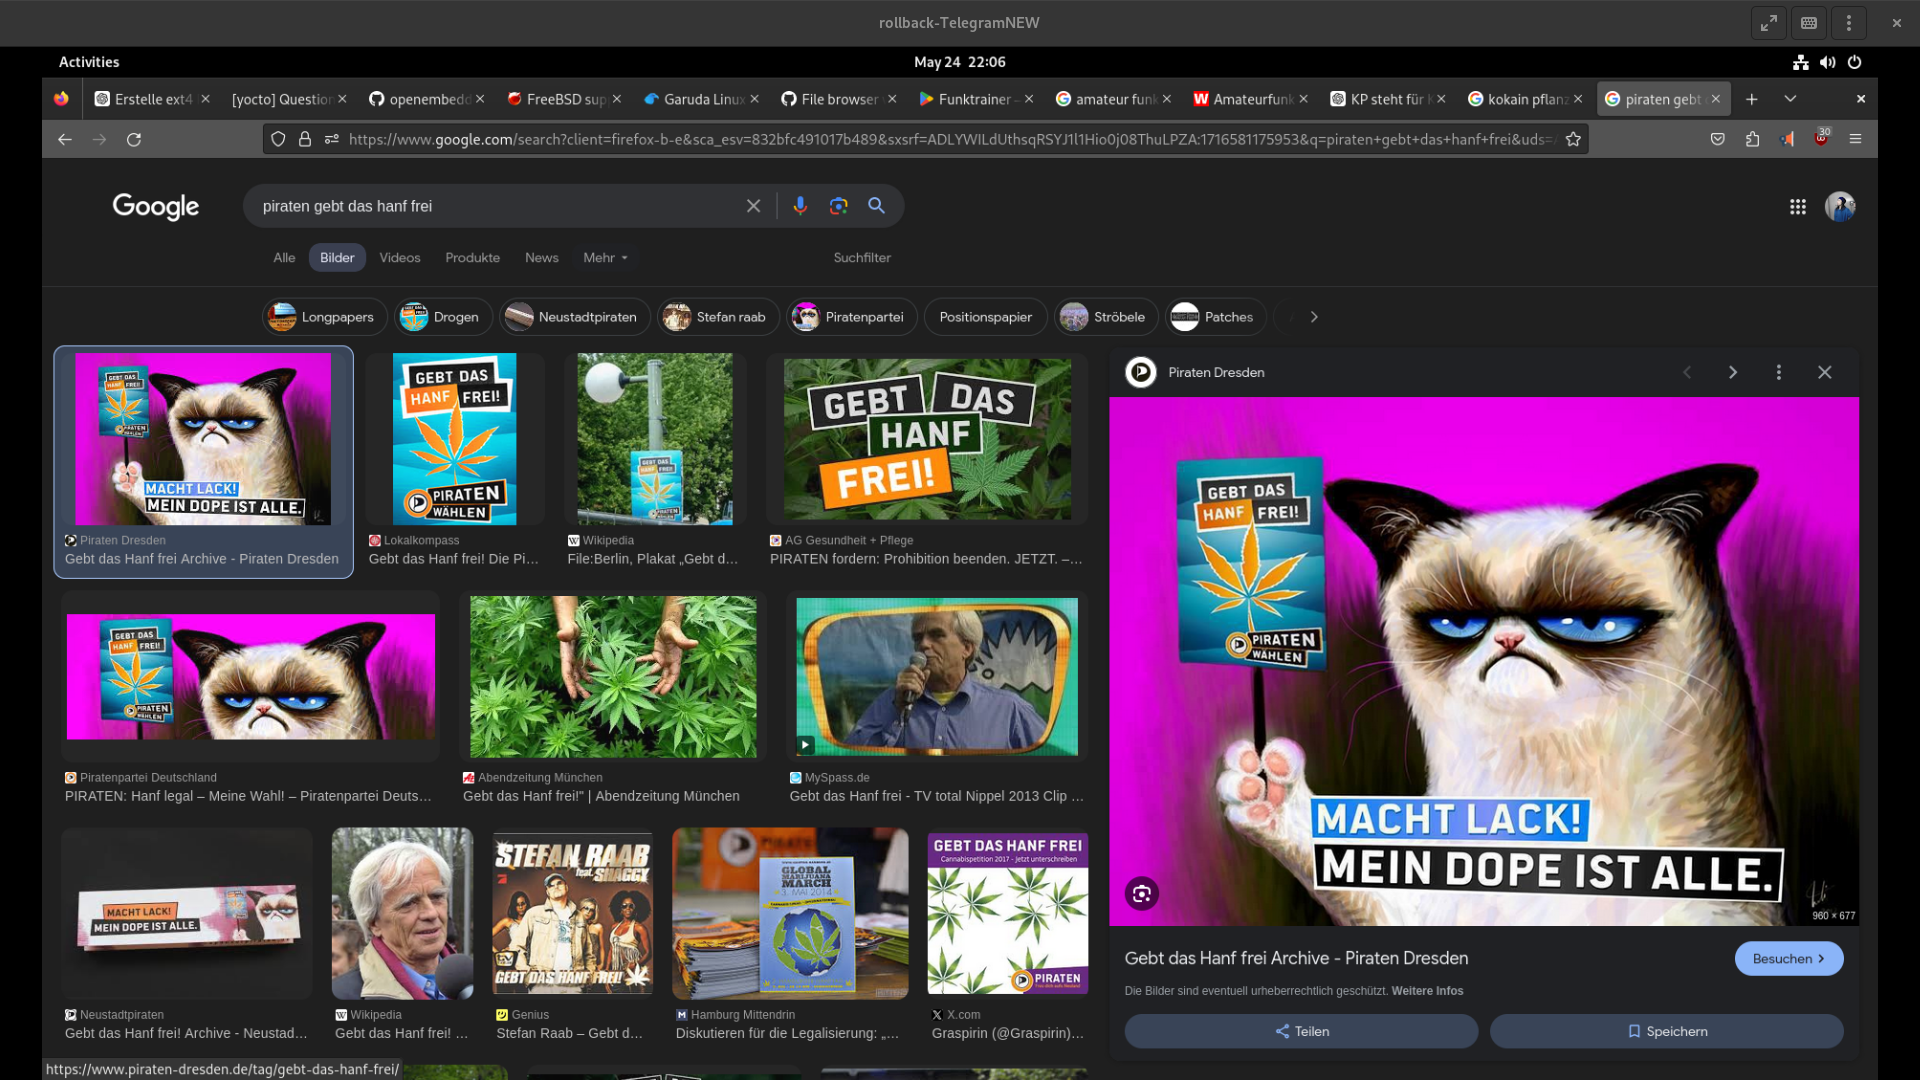 rollback-TelegramNEW
Activities
May 24 22:06
Erstelle ext4
[yocto] Question
openembedd
FreeBSD sup
Garuda Linux
File browser
Funktrainer –
amateur funk
Amateurfunk
KP steht für K
kokain pflanz
piraten gebt
https://www.google.com/search?client=firefox-b-e&sca_esv=832bfc491017b489&sxsrf=ADLYWILdUthsqRSYJ1l1Hio0j08ThuLPZA:1716581175953&q=piraten+gebt+das+hanf+frei&uds=
30
Google
piraten gebt das hanf frei
Alle
Bilder
Videos
Produkte
News
Mehr
Suchfilter
Longpapers
Drogen
Neustadtpiraten
Stefan raab
Piratenpartei
Positionspapier
Ströbele
Patches
GEBT DAS
HANF FREI!
PIRATEN
WÄHLEN
MACHT LACK!
MEIN DOPE IST ALLE.
Piraten Dresden
Gebt das Hanf frei Archive - Piraten Dresden
GEBT DAS
HANF FREI!
PIRATEN
WÄHLEN
Lokalkompass
Gebt das Hanf frei! Die Pi...
GEBT DAS
HANF FREI!
PIRATEN
WÄHLEN
Wikipedia
File:Berlin, Plakat „Gebt d...
GEBT DAS
HANF
FREI!
AG Gesundheit + Pflege
PIRATEN fordern: Prohibition beenden. JETZT. –...
GEBT DAS
HANF FREI!
PIRATEN
WÄHLEN
Piratenpartei Deutschland
PIRATEN: Hanf legal – Meine Wahl! – Piratenpartei Deuts...
Abendzeitung München
Gebt das Hanf frei!" | Abendzeitung München
MySpass.de
Gebt das Hanf frei - TV total Nippel 2013 Clip ...
MACHT LACK!
MEIN DOPE IST ALLE.
Neustadtpiraten
Gebt das Hanf frei! Archive - Neustad...
Wikipedia
Gebt das Hanf frei! ...
STEFAN RAAB
feat. SHAGGY
GEBT DAS HANF FREI!
Genius
Stefan Raab – Gebt d...
GLOBAL
MARIJUANA
MARCH
MAI 2014
Hamburg Mittendrin
Diskutieren für die Legalisierung: „...
GEBT DAS HANF FREI
Cannabispetition 2017 - Jetzt unterschreiben
PIRATEN
X.com
Graspirin (@Graspirin)...
Piraten Dresden
GEBT DAS
HANF FREI!
PIRATEN
WÄHLEN
MACHT LACK!
MEIN DOPE IST ALLE.
960 × 677
Gebt das Hanf frei Archive - Piraten Dresden
Besuchen
Die Bilder sind eventuell urheberrechtlich geschützt. Weitere Infos
Teilen
Speichern
https://www.piraten-dresden.de/tag/gebt-das-hanf-frei/